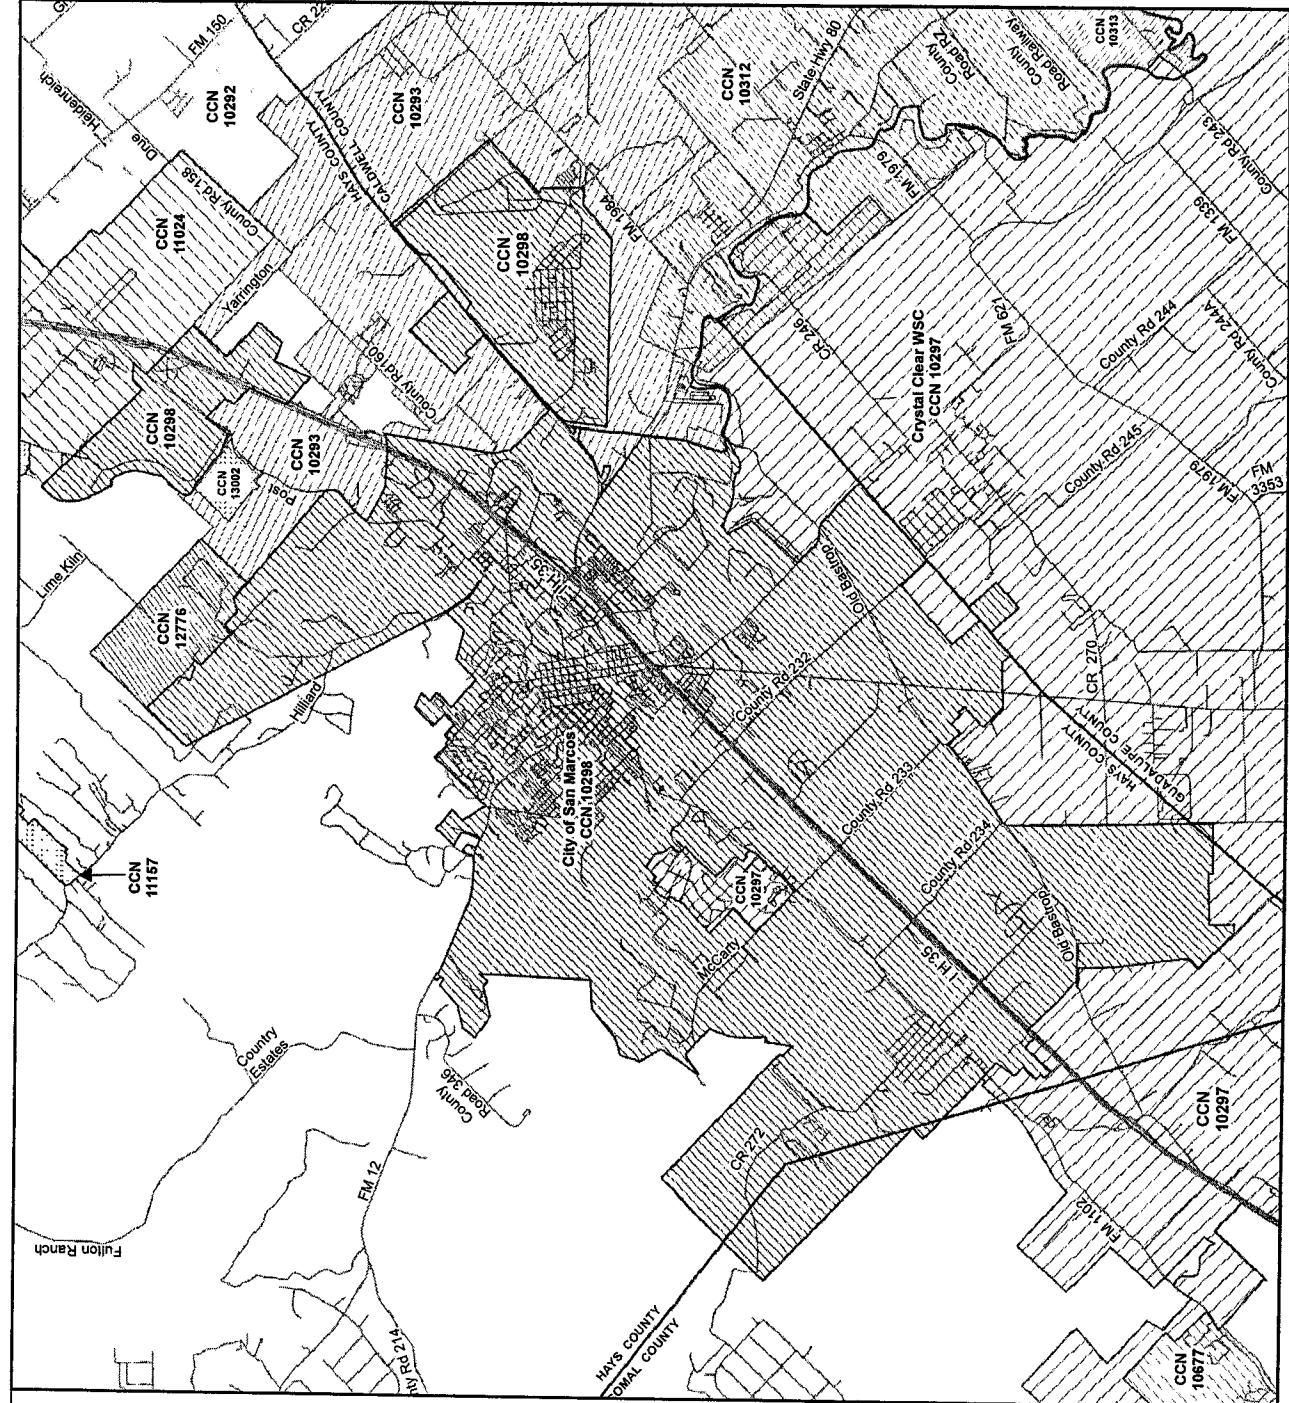 FM 150
CR 22
Heidenreich
Drue
CCN
10292
HAYS COUNTY
CALDWELL COUNTY
CCN
10293
CCN
10312
State Hwy 80
County
Road RZ
County
Road Railway
CCN
10313
County Rd 158
CCN
11024
Yarrington
CCN
10298
FM 1984
FM 1979
County Rd 243
FM 1339
CCN
10298
County Rd 160
CCN
10293
CCN
13002
Post
CR 246
Crystal Clear WSC
CCN 10297
FM 621
County Rd 244
County Rd 244A
County Rd 245
FM 1979
FM
3353
Lime Kiln
CCN
12776
I H 35
Old Bastrop
Hilliard
County Rd 232
CR 270
HAYS COUNTY
GUADALUPE COUNTY
City of San Marcos
CCN 10298
County Rd 233
County Rd 234
CCN
11157
CCN
10297
McCarty
I H 35
Old Bastrop
Country
Estates
County
Road 346
FM 12
CR 272
CCN
10297
Fulton Ranch
FM 1102
HAYS COUNTY
OMAL COUNTY
nty Rd 214
CCN
10677